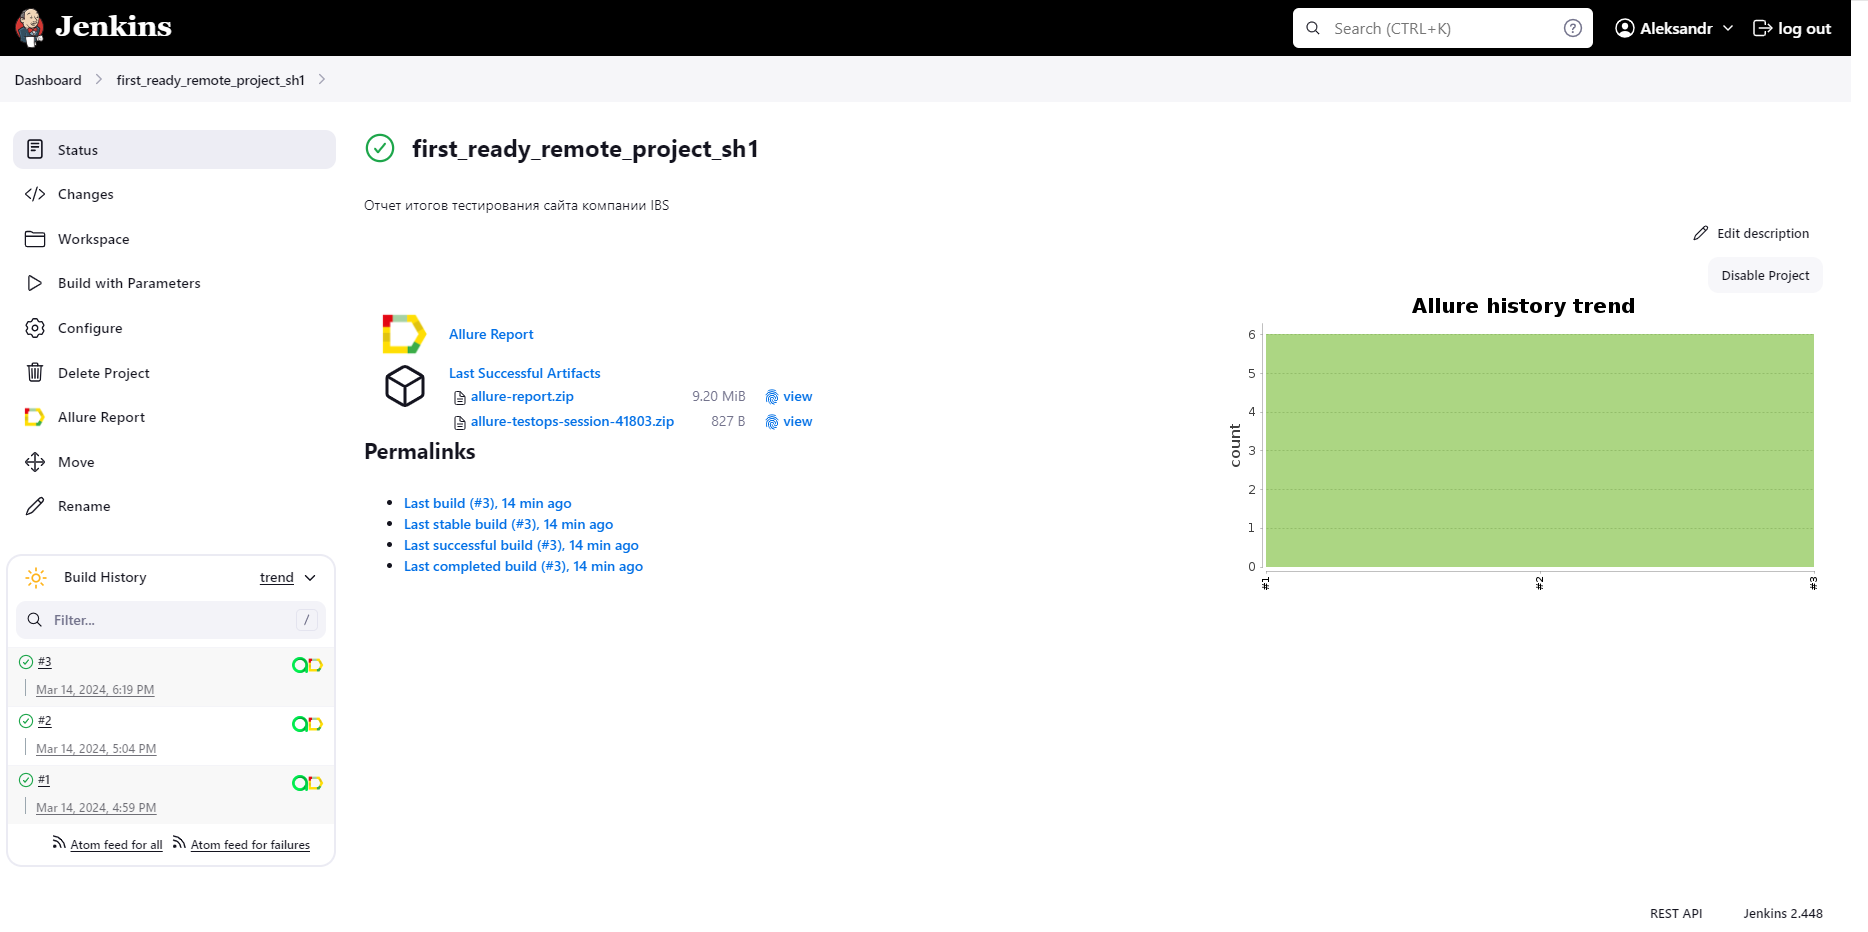 Jenkins
Search (CTRL+K)
Aleksandr
log out
Dashboard
first_ready_remote_project_sh1
Status
Changes
Workspace
Build with Parameters
Configure
Delete Project
Allure Report
Move
Rename
Build History
trend
Filter...
/
#3
Mar 14, 2024, 6:19 PM
#2
Mar 14, 2024, 5:04 PM
#1
Mar 14, 2024, 4:59 PM
Atom feed for all
Atom feed for failures
first_ready_remote_project_sh1
Отчет итогов тестирования сайта компании IBS
Edit description
Disable Project
Allure Report
Last Successful Artifacts
allure-report.zip 9.20 MiB view
allure-testops-session-41803.zip 827 B view
Permalinks
Last build (#3), 14 min ago
Last stable build (#3), 14 min ago
Last successful build (#3), 14 min ago
Last completed build (#3), 14 min ago
Allure history trend
count
6
5
4
3
2
1
0
#1
#2
#3
REST API
Jenkins 2.448